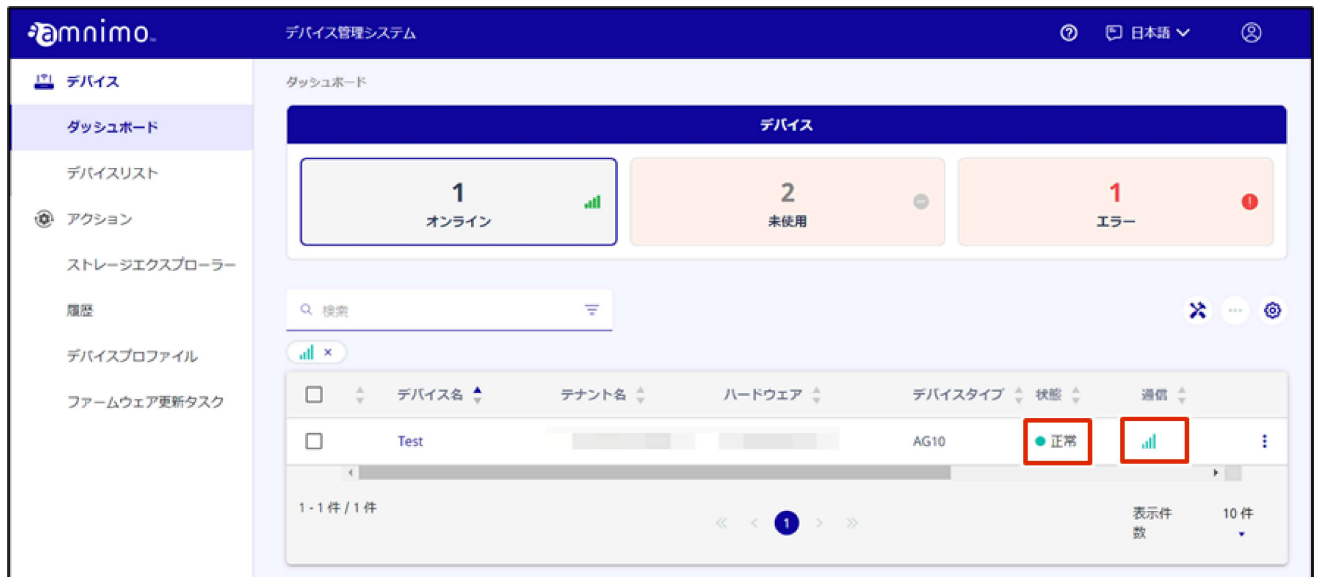 amnimo
デバイス管理システム
日本語
デバイス
ダッシュボード
デバイスリスト
アクション
ストレージエクスプローラー
履歴
デバイスプロファイル
ファームウェア更新タスク
ダッシュボード
デバイス
1
オンライン
2
未使用
1
エラー
検索
デバイス名 テナント名 ハードウェア デバイスタイプ 状態 通信
Test AG10 正常
1 - 1 件 / 1 件
« < 1 > »
表示件
数
10 件